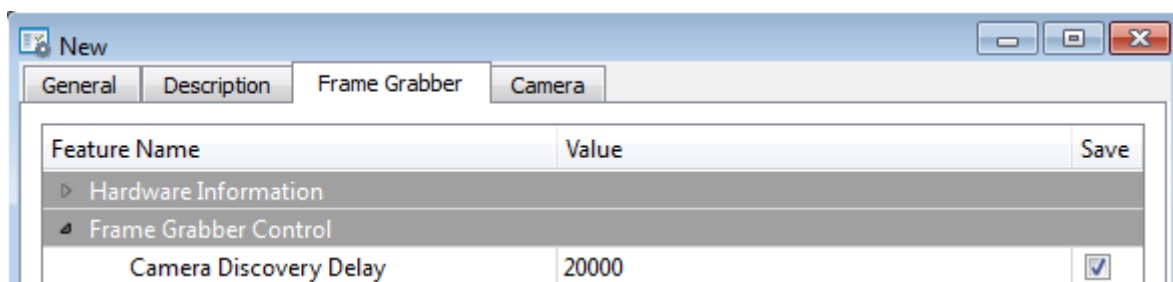 New
General Description Frame Grabber Camera
Feature Name Value Save
Hardware Information
Frame Grabber Control
Camera Discovery Delay 20000